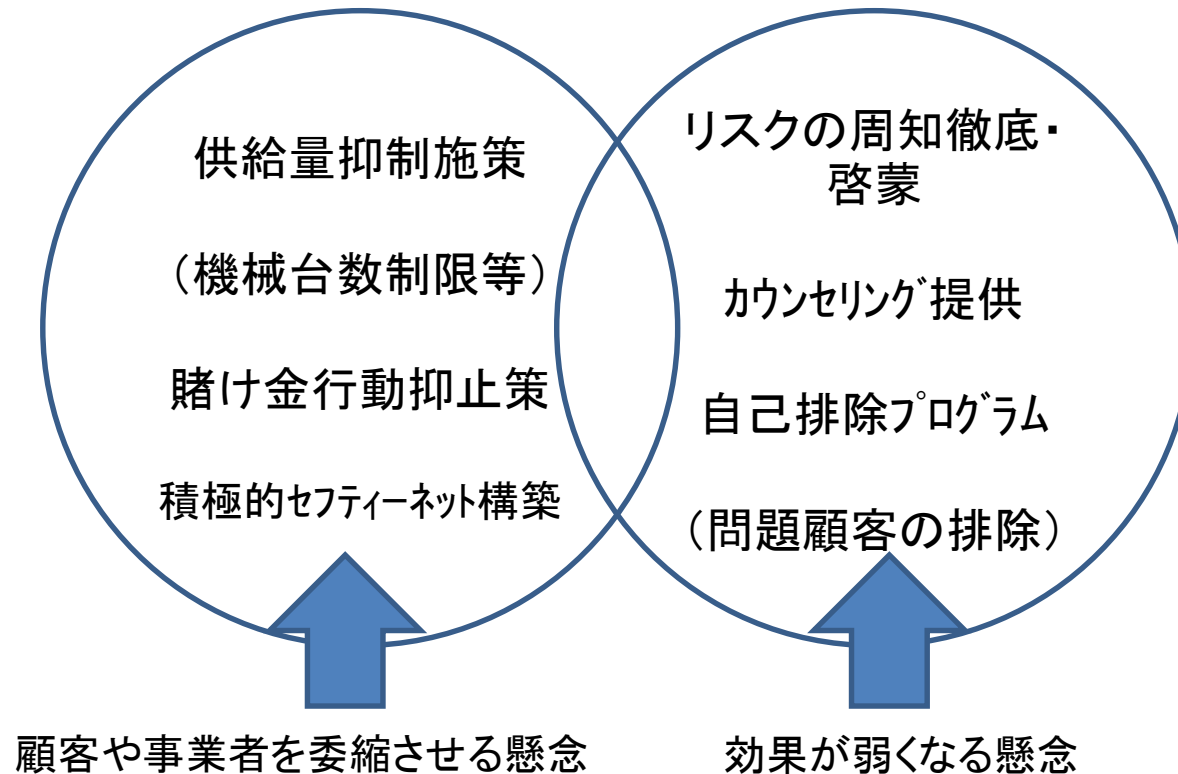 供給量抑制施策
（機械台数制限等）
賭け金行動抑止策
積極的ｾﾌﾃｨｰﾈｯﾄ構築
リスクの周知徹底・
啓蒙
ｶｳﾝｾﾘﾝｸﾞ提供
自己排除ﾌﾟﾛｸﾞﾗﾑ
（問題顧客の排除）
顧客や事業者を委縮させる懸念
効果が弱くなる懸念